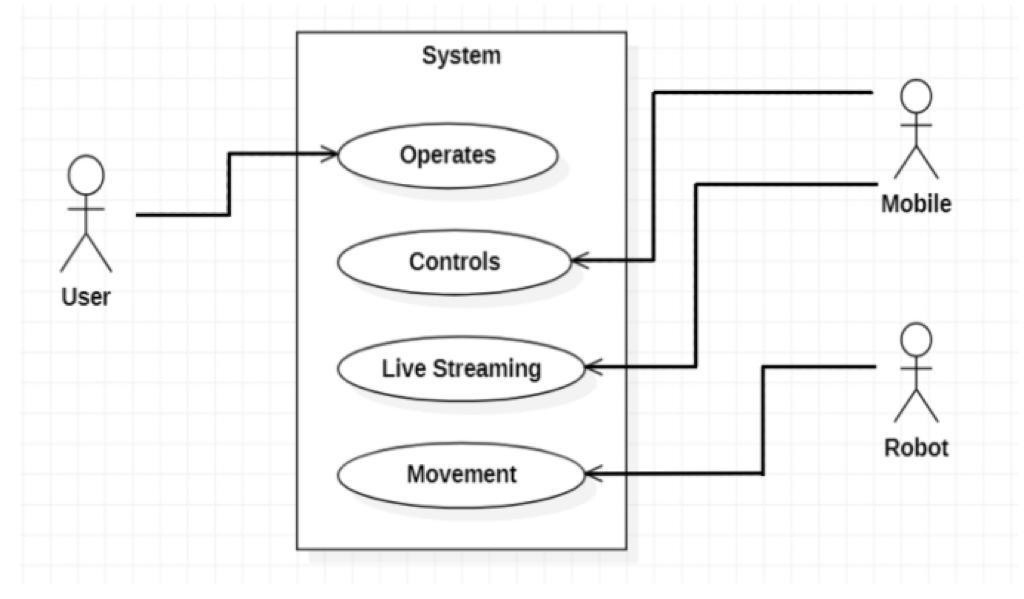 System
Operates
Controls
Live Streaming
Movement
User
Mobile
Robot